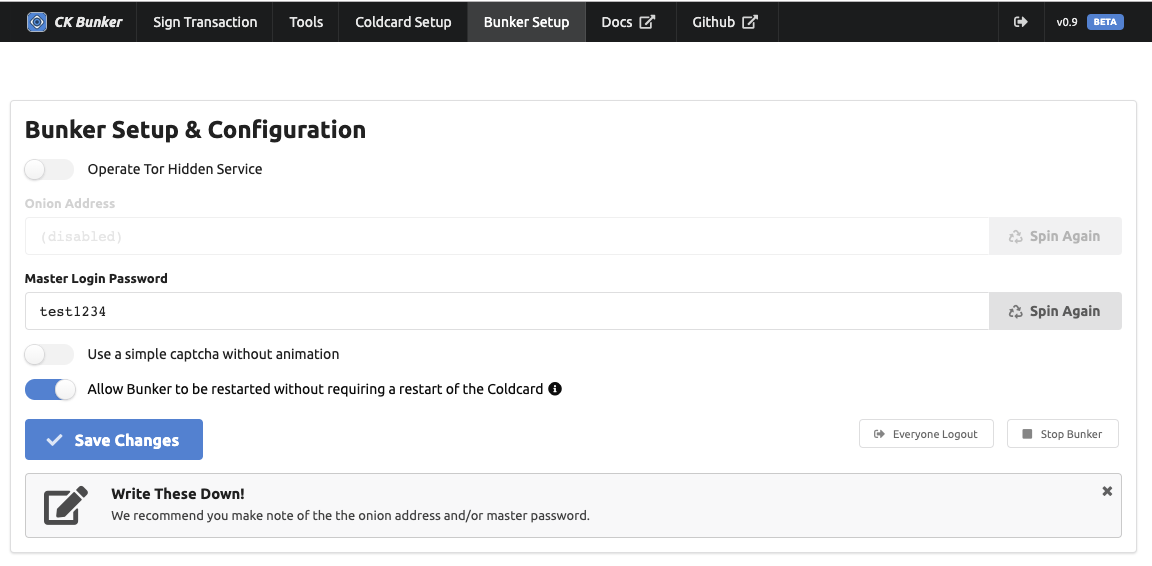 CK Bunker Sign Transaction Tools Coldcard Setup Bunker Setup Docs Github v0.9 BETA
Bunker Setup & Configuration
Operate Tor Hidden Service
Onion Address
(disabled) Spin Again
Master Login Password
test1234 Spin Again
Use a simple captcha without animation
Allow Bunker to be restarted without requiring a restart of the Coldcard
Save Changes Everyone Logout Stop Bunker
Write These Down!
We recommend you make note of the the onion address and/or master password.